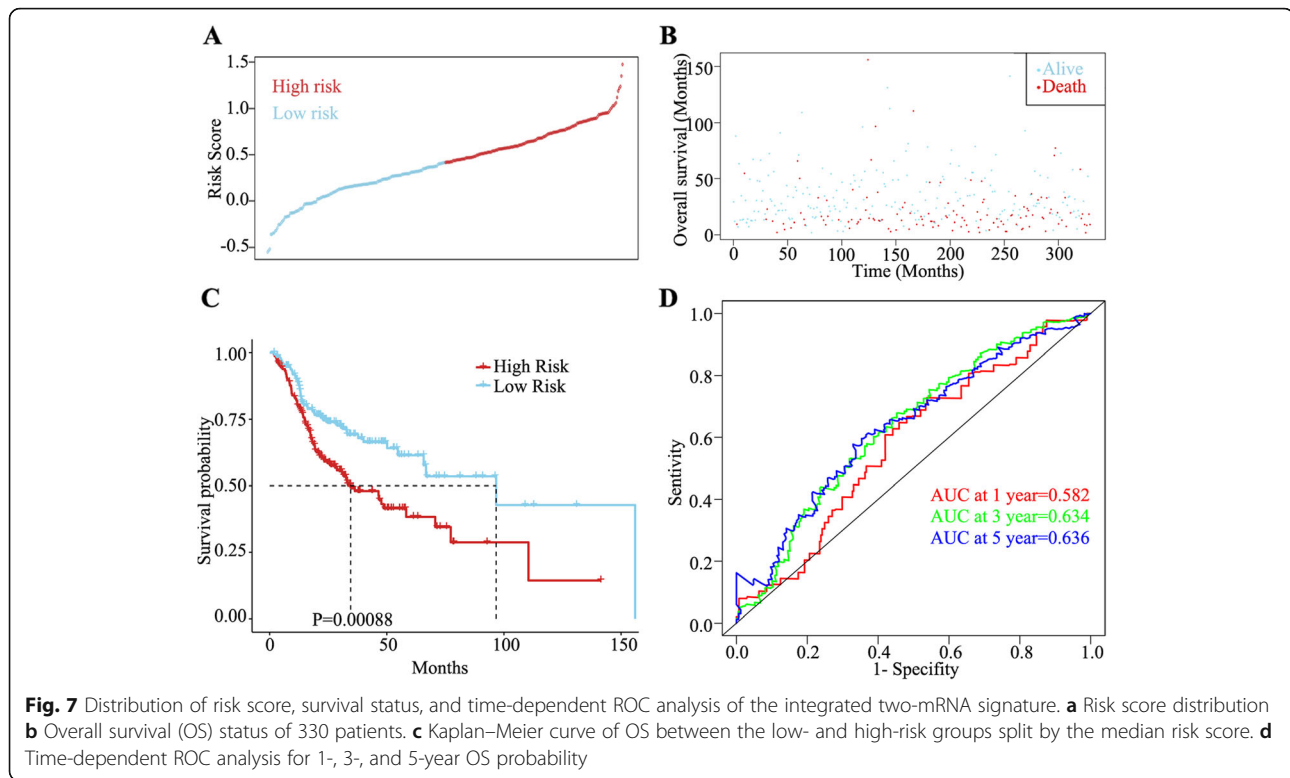 A
1.5
1.0
0.5
0.0
-0.5
Risk Score
High risk
Low risk
B
150
100
50
0
Overall survival (Months)
Alive
Death
0 50 100 150 200 250 300
Time (Months)
C
1.00
0.75
0.50
0.25
0.00
Survival probability
High Risk
Low Risk
P=0.00088
0 50 100 150
Months
D
1.0
0.8
0.6
0.4
0.2
0.0
Sentivity
AUC at 1 year=0.582
AUC at 3 year=0.634
AUC at 5 year=0.636
0.0 0.2 0.4 0.6 0.8 1.0
1- Specifity
Fig. 7 Distribution of risk score, survival status, and time-dependent ROC analysis of the integrated two-mRNA signature. a Risk score distribution
b Overall survival (OS) status of 330 patients. c Kaplan–Meier curve of OS between the low- and high-risk groups split by the median risk score. d
Time-dependent ROC analysis for 1-, 3-, and 5-year OS probability